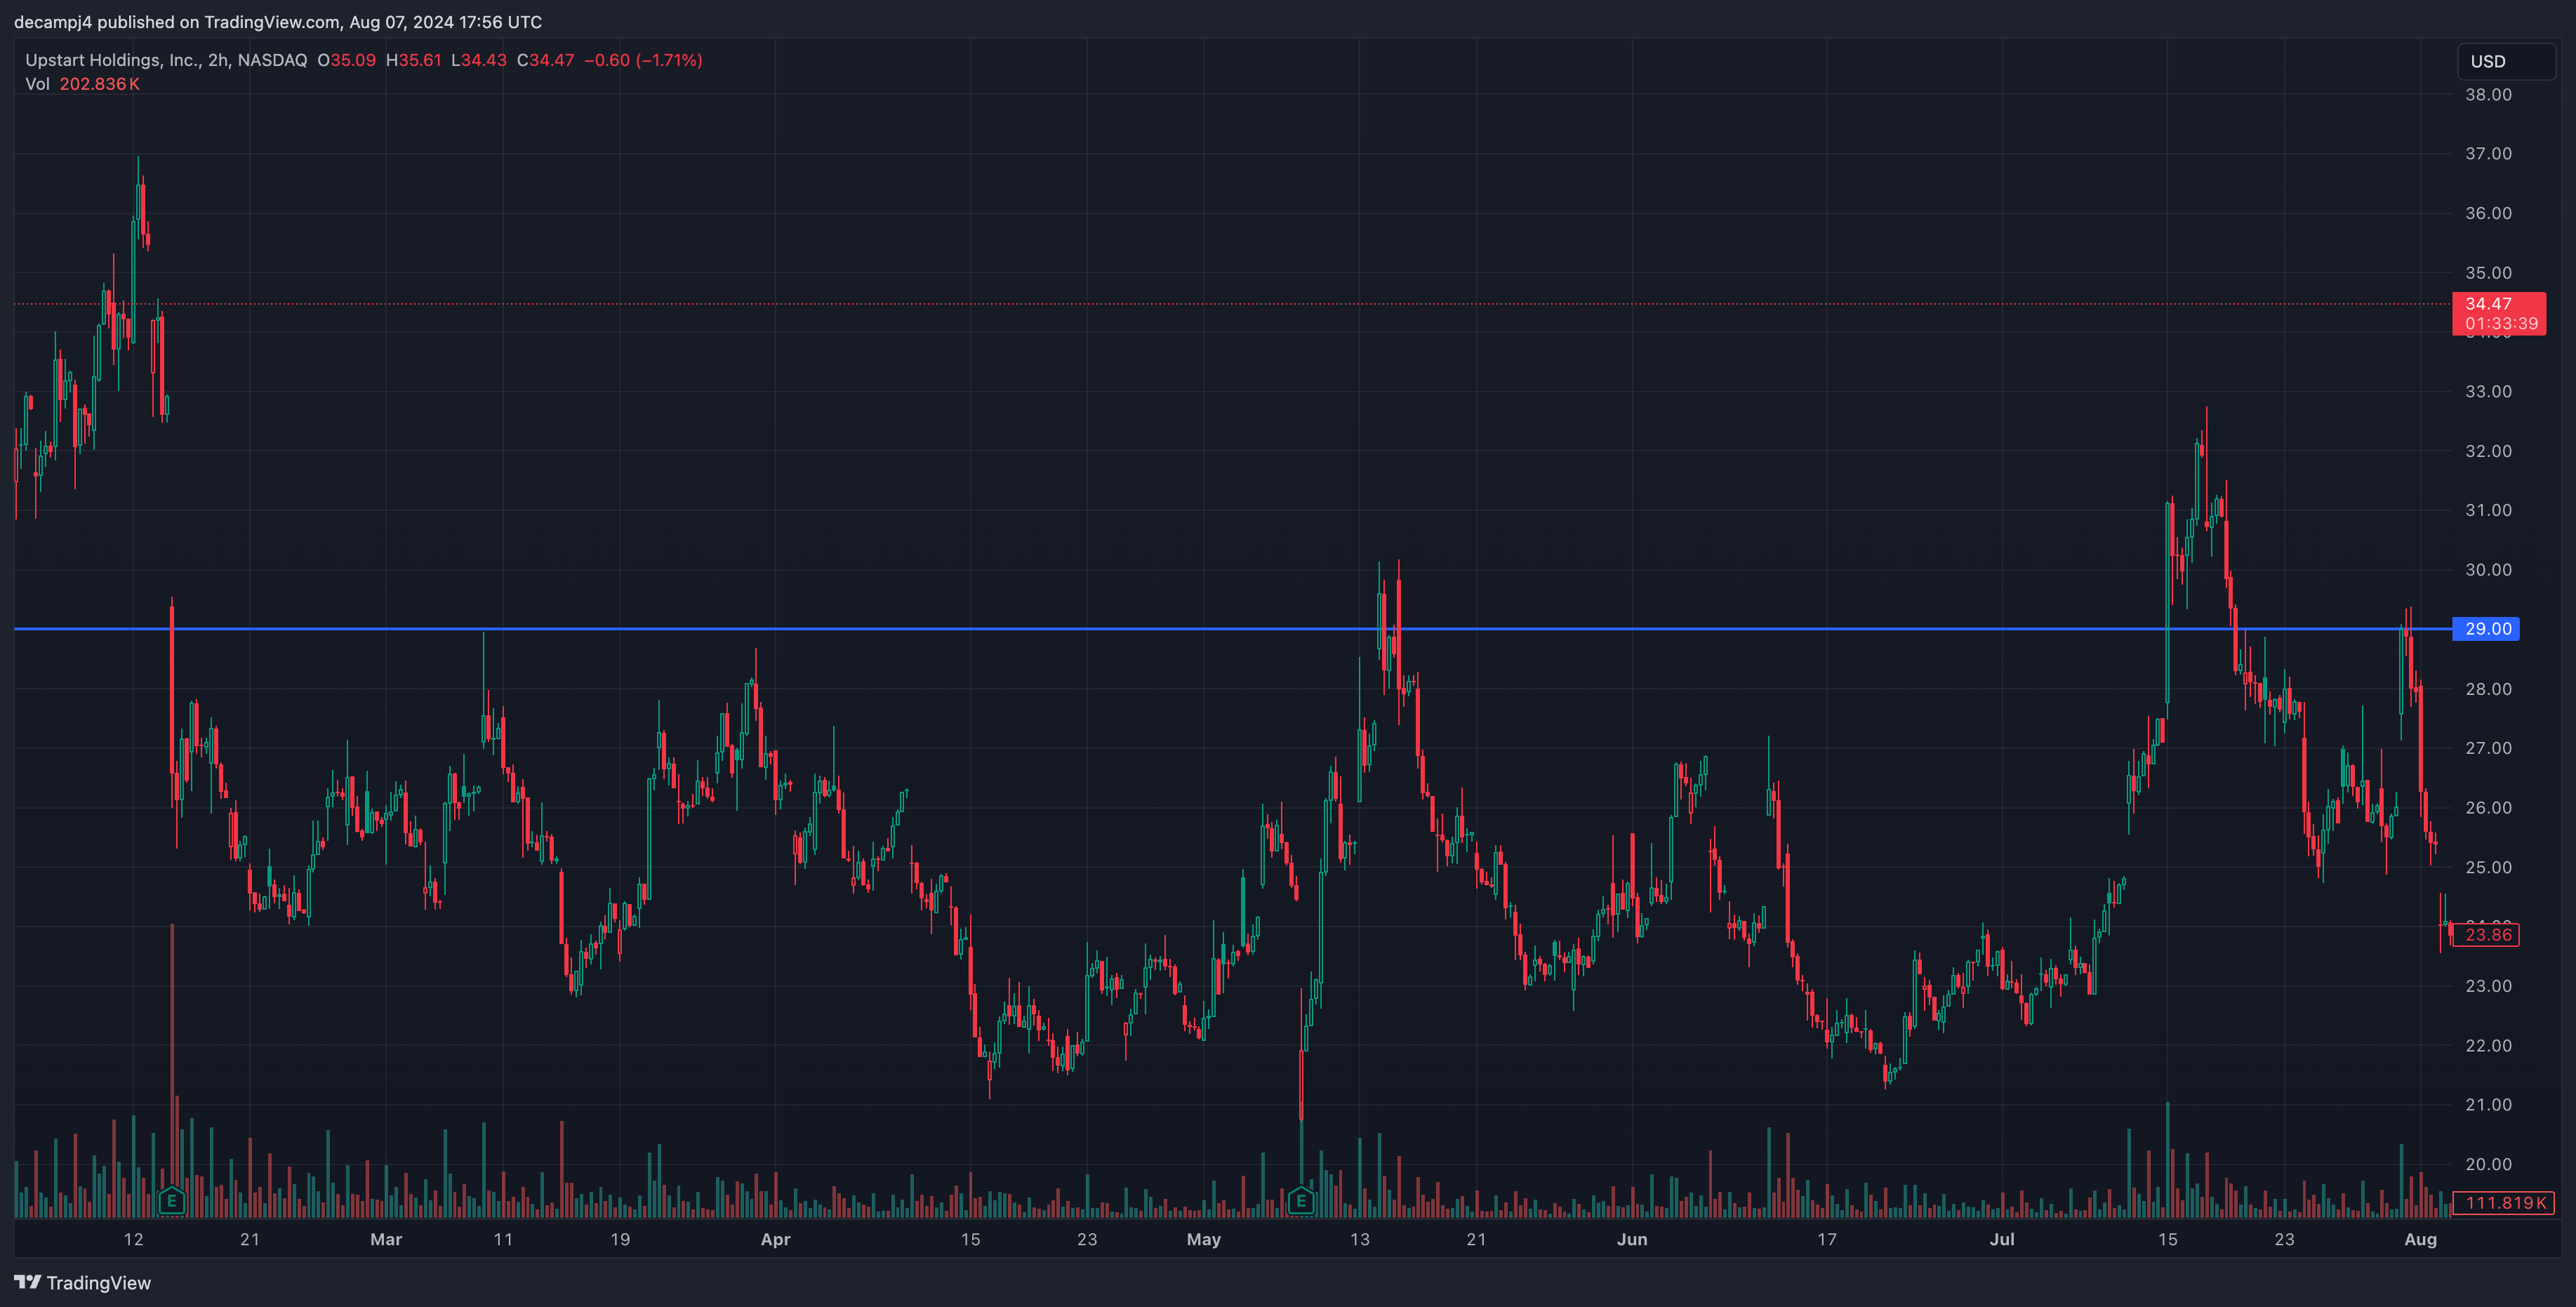 decampj4 published on TradingView.com, Aug 07, 2024 17:56 UTC
Upstart Holdings, Inc., 2h, NASDAQ O35.09 H35.61 L34.43 C34.47 −0.60 (−1.71%)
Vol 202.836K
USD
38.00
37.00
36.00
35.00
34.47
01:33:39
33.00
32.00
31.00
30.00
29.00
28.00
27.00
26.00
25.00
23.86
23.00
22.00
21.00
20.00
111.819K
E E
12 21 Mar 11 19 Apr 15 23 May 13 21 Jun 17 Jul 15 23 Aug
TradingView